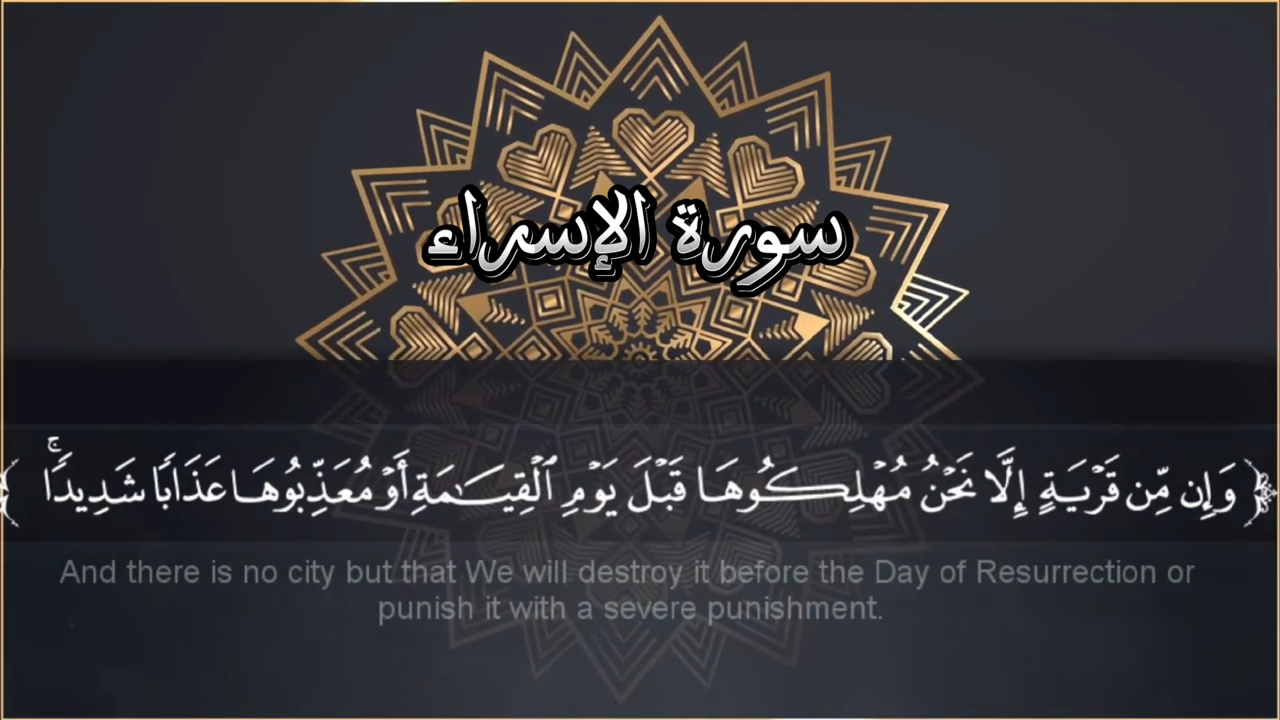 سورة الإسراء
﴿ وَإِن مِّن قَرْيَةٍ إِلَّا نَحْنُ مُهْلِكُوهَا قَبْلَ يَوْمِ ٱلْقِيَـٰمَةِ أَوْ مُعَذِّبُوهَا عَذَابًا شَدِيدًا ۚ ﴾
And there is no city but that We will destroy it before the Day of Resurrection or
punish it with a severe punishment.